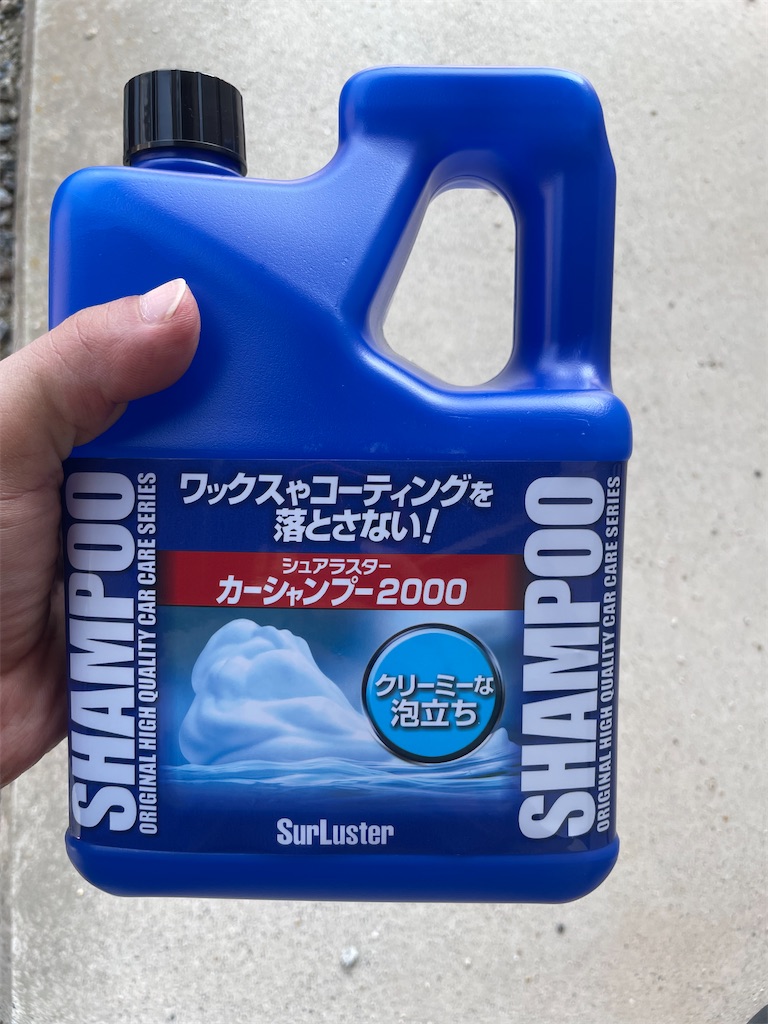 SHAMPOO
ORIGINAL HIGH QUALITY CAR CARE SERIES
ワックスやコーティングを
落とさない!
シュアラスター
カーシャンプー2000
クリーミーな
泡立ち
SurLuster
SHAMPOO
ORIGINAL HIGH QUALITY CAR CARE SERIES